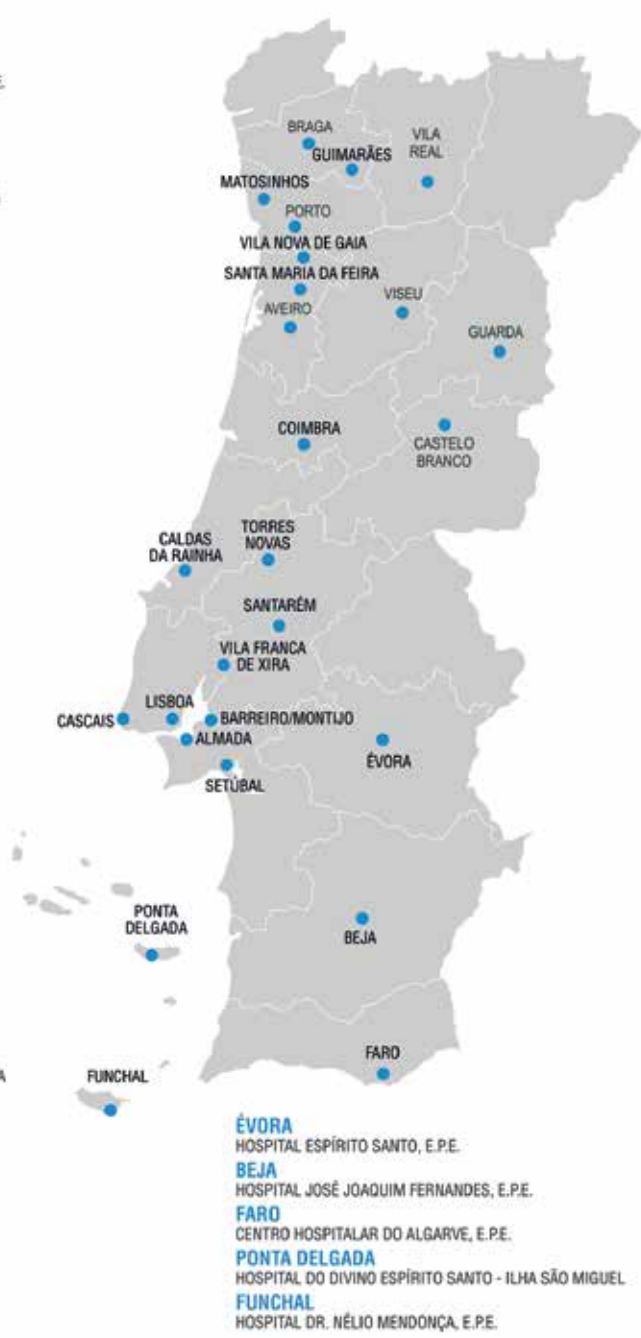 BRAGA
GUIMARÃES
VILA
REAL
MATOSINHOS
PORTO
VILA NOVA DE GAIA
SANTA MARIA DA FEIRA
AVEIRO
VISEU
GUARDA
COIMBRA
CASTELO
BRANCO
CALDAS
DA RAINHA
TORRES
NOVAS
SANTARÉM
VILA FRANCA
DE XIRA
LISBOA
CASCAIS
BARREIRO/MONTIJO
ALMADA
ÉVORA
SETÚBAL
PONTA
DELGADA
BEJA
FARO
FUNCHAL
ÉVORA
HOSPITAL ESPÍRITO SANTO, E.P.E.
BEJA
HOSPITAL JOSÉ JOAQUIM FERNANDES, E.P.E.
FARO
CENTRO HOSPITALAR DO ALGARVE, E.P.E.
PONTA DELGADA
HOSPITAL DO DIVINO ESPÍRITO SANTO - ILHA SÃO MIGUEL
FUNCHAL
HOSPITAL DR. NÉLIO MENDONÇA, E.P.E.